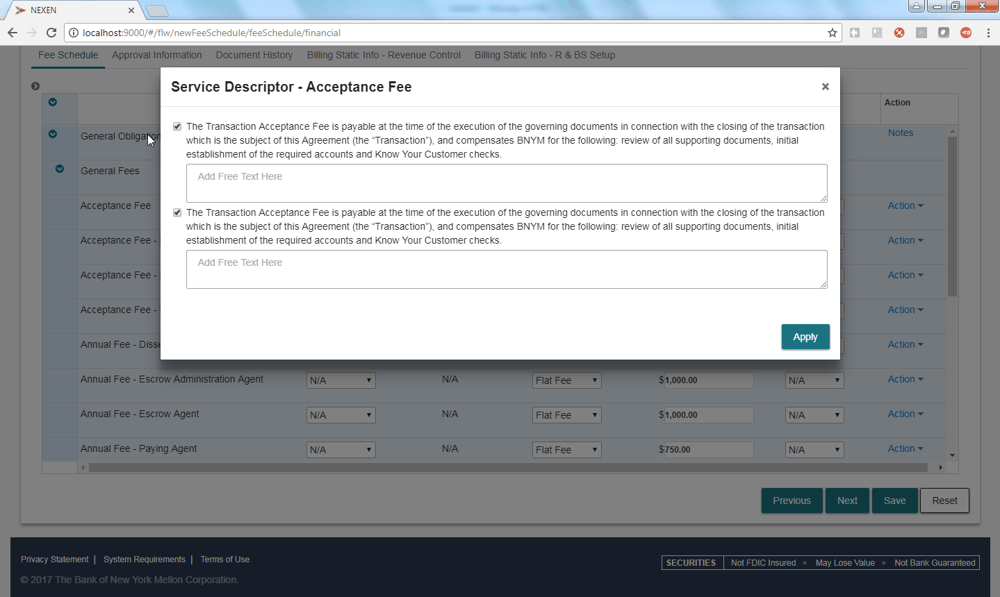 NEXEN
localhost:9000/#/flw/newFeeSchedule/feeSchedule/financial
Fee Schedule Approval Information Document History Billing Static Info - Revenue Control Billing Static Info - R & BS Setup
Service Descriptor - Acceptance Fee
×
Action
The Transaction Acceptance Fee is payable at the time of the execution of the governing documents in connection with the closing of the transaction
which is the subject of this Agreement (the “Transaction”), and compensates BNYM for the following: review of all supporting documents, initial
establishment of the required accounts and Know Your Customer checks.
Add Free Text Here
The Transaction Acceptance Fee is payable at the time of the execution of the governing documents in connection with the closing of the transaction
which is the subject of this Agreement (the “Transaction”), and compensates BNYM for the following: review of all supporting documents, initial
establishment of the required accounts and Know Your Customer checks.
Add Free Text Here
Apply
General Obligation
Notes
General Fees
Acceptance Fee
Action
Acceptance Fee -
Action
Acceptance Fee -
Action
Acceptance Fee -
Action
Annual Fee - Disse
Action
Annual Fee - Escrow Administration Agent N/A N/A Flat Fee $1,000.00 N/A Action
Annual Fee - Escrow Agent N/A N/A Flat Fee $1,000.00 N/A Action
Annual Fee - Paying Agent N/A N/A Flat Fee $750.00 N/A Action
Previous Next Save Reset
Privacy Statement | System Requirements | Terms of Use
SECURITIES Not FDIC Insured • May Lose Value • Not Bank Guaranteed
© 2017 The Bank of New York Mellon Corporation.